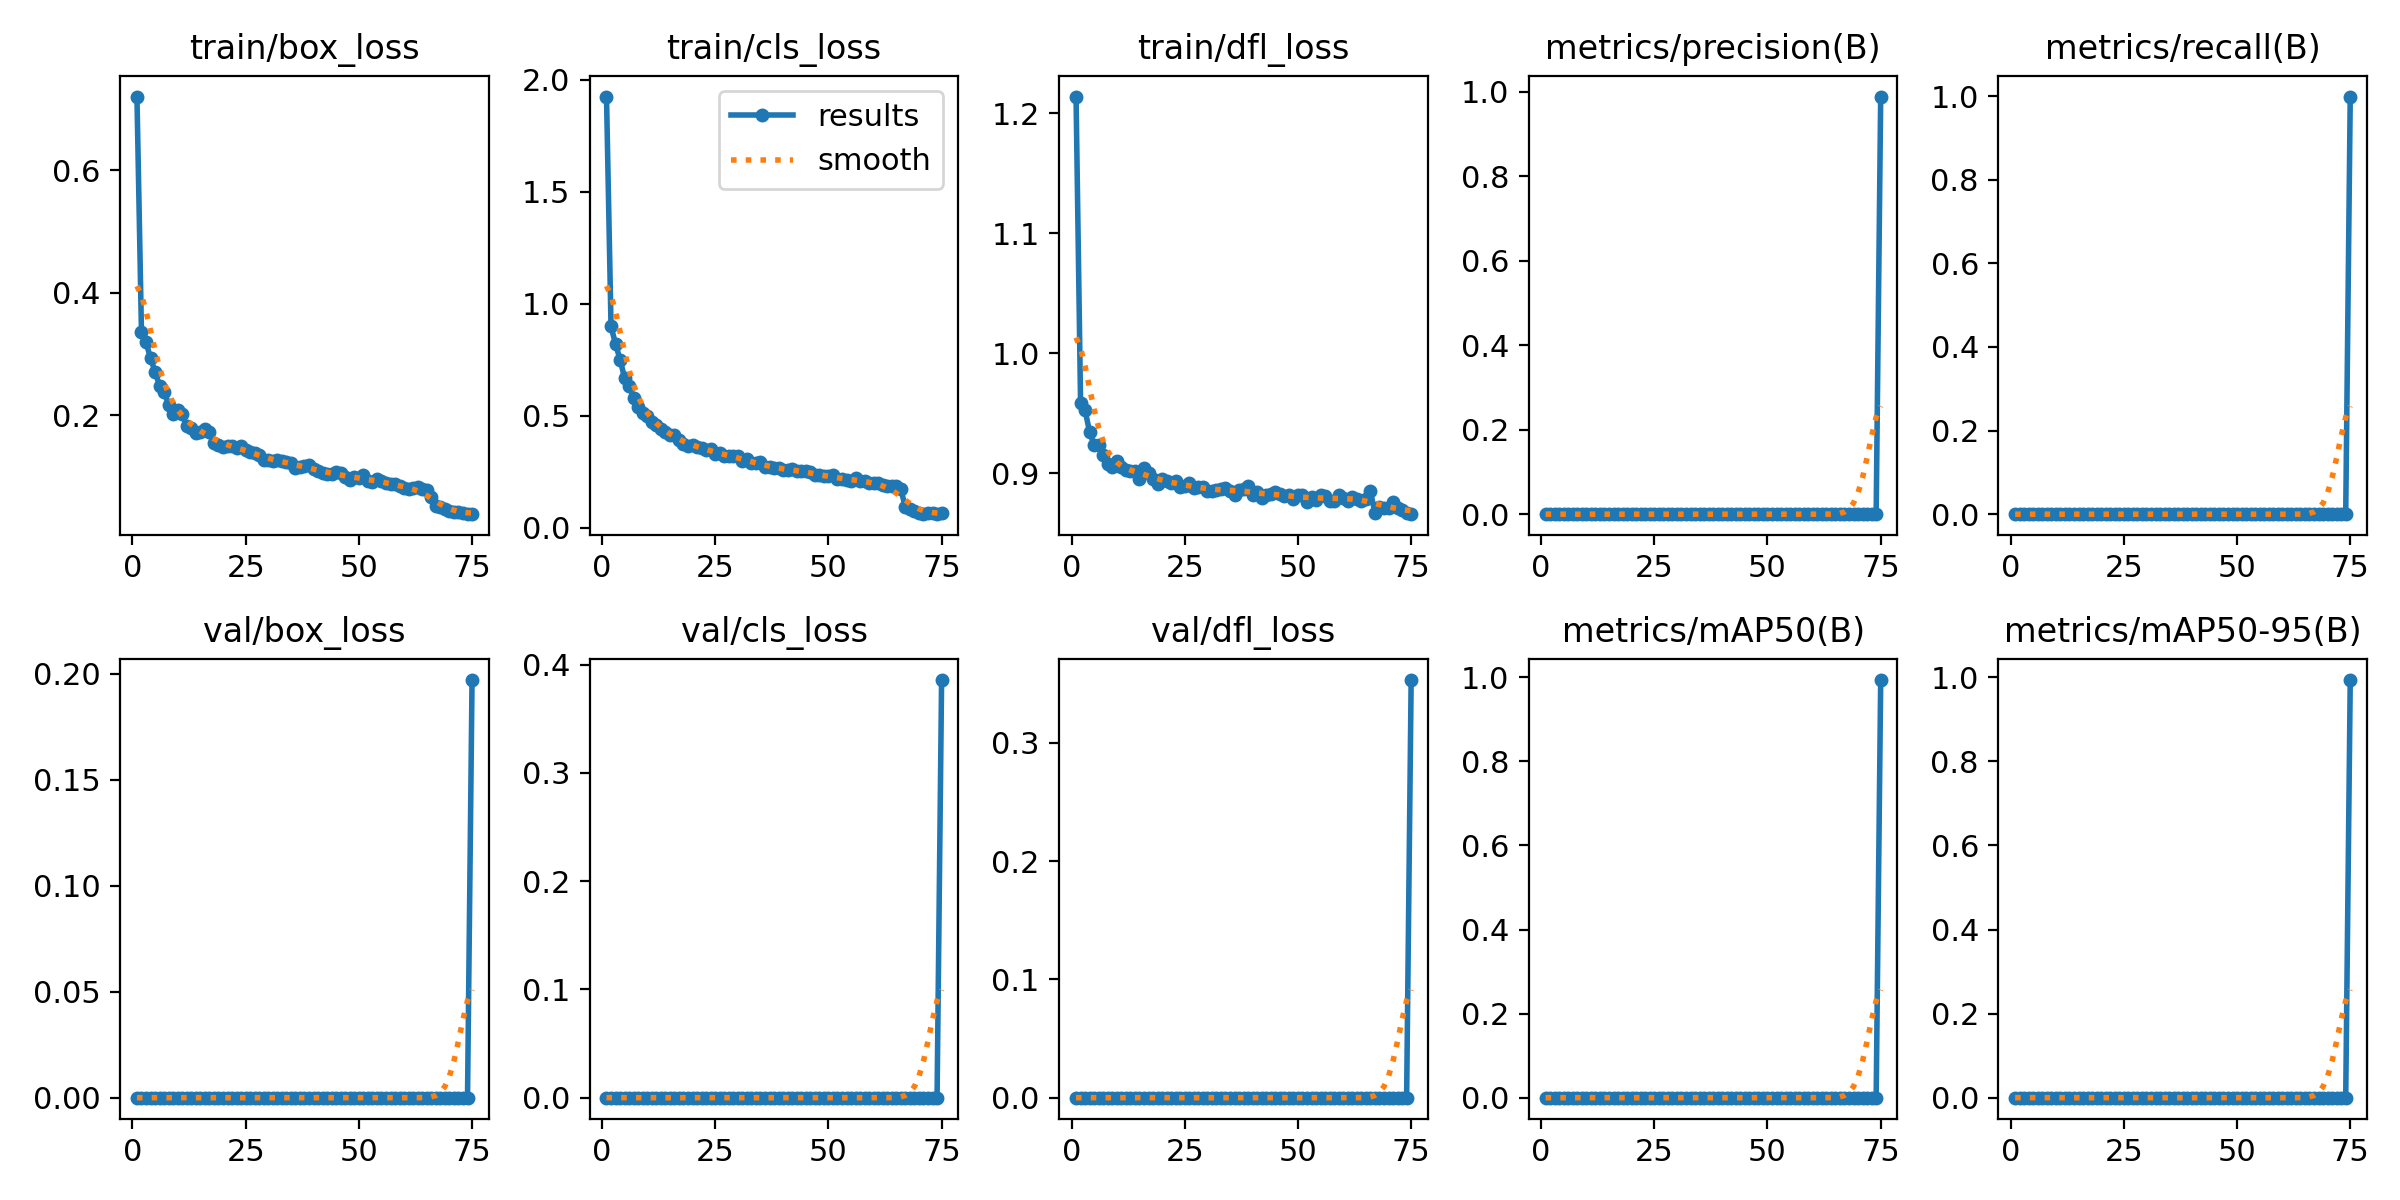 train/box_loss
train/cls_loss
train/dfl_loss
metrics/precision(B)
metrics/recall(B)
0.6
0.4
0.2
0 25 50 75
2.0
1.5
1.0
0.5
0.0
0 25 50 75
results
smooth
1.2
1.1
1.0
0.9
0 25 50 75
1.0
0.8
0.6
0.4
0.2
0.0
0 25 50 75
1.0
0.8
0.6
0.4
0.2
0.0
0 25 50 75
val/box_loss
val/cls_loss
val/dfl_loss
metrics/mAP50(B)
metrics/mAP50-95(B)
0.20
0.15
0.10
0.05
0.00
0 25 50 75
0.4
0.3
0.2
0.1
0.0
0 25 50 75
0.3
0.2
0.1
0.0
0 25 50 75
1.0
0.8
0.6
0.4
0.2
0.0
0 25 50 75
1.0
0.8
0.6
0.4
0.2
0.0
0 25 50 75